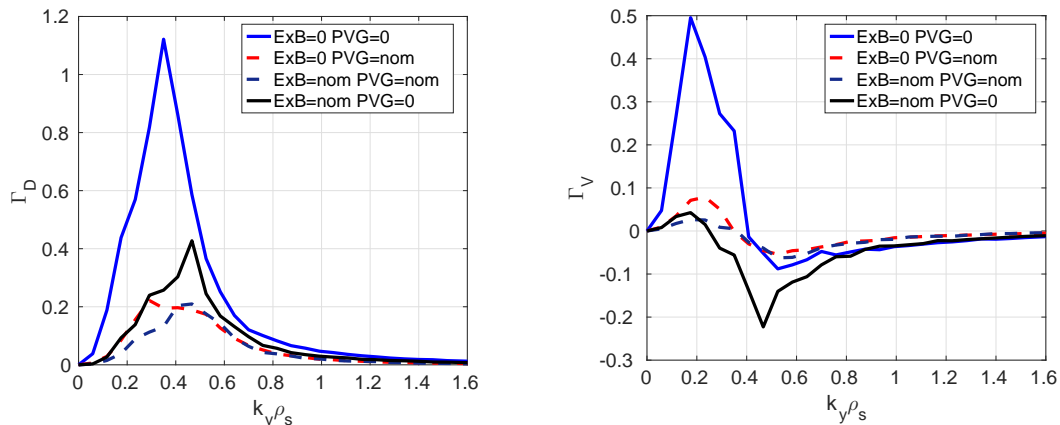 1.2
1
0.8
0.6
0.4
0.2
0
Γ_D
0 0.2 0.4 0.6 0.8 1 1.2 1.4 1.6
k_yρ_s
ExB=0 PVG=0
ExB=0 PVG=nom
ExB=nom PVG=nom
ExB=nom PVG=0
0.5
0.4
0.3
0.2
0.1
0
-0.1
-0.2
-0.3
Γ_V
0 0.2 0.4 0.6 0.8 1 1.2 1.4 1.6
k_yρ_s
ExB=0 PVG=0
ExB=0 PVG=nom
ExB=nom PVG=nom
ExB=nom PVG=0